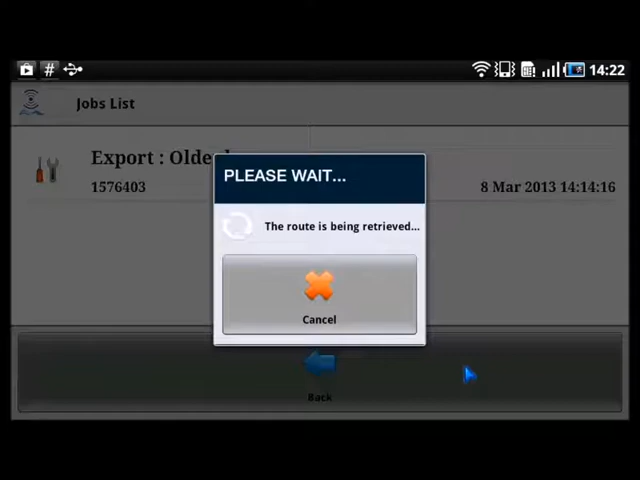 # 14:22
Jobs List
Export :
1576403 8 Mar 2013 14:14:16
PLEASE WAIT...
The route is being retrieved...
Cancel
Back